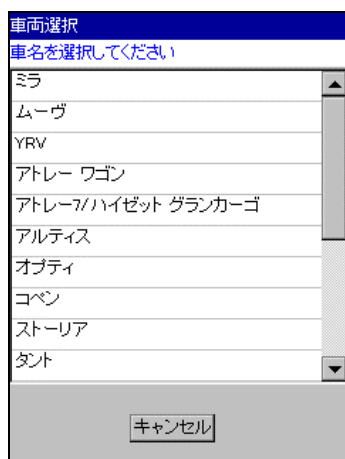 車両選択
車名を選択してください
ミラ
ムーヴ
YRV
アトレー ワゴン
アトレー7/ハイゼット グランカーゴ
アルティス
オプティ
コペン
ストーリア
タント
キャンセル